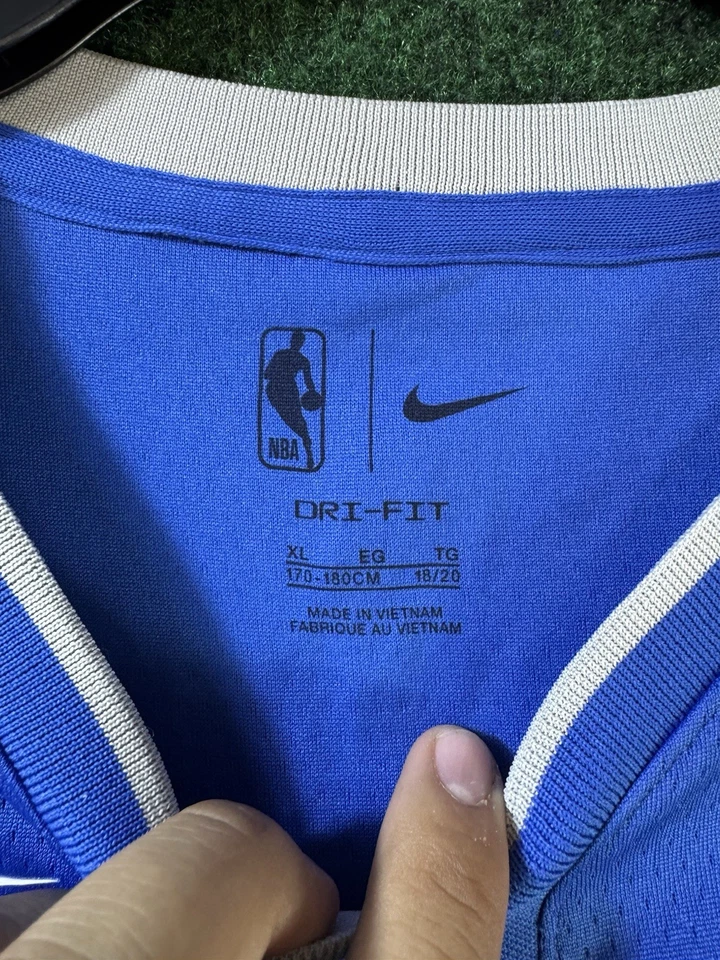 NBA
DRI-FIT
XL EG TG
170-180CM 18/20
MADE IN VIETNAM
FABRIQUE AU VIETNAM